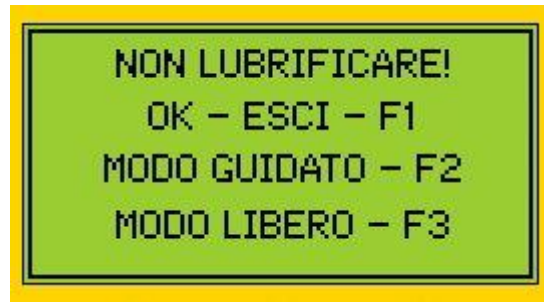 NON LUBRIFICARE!
OK – ESCI – F1
MODO GUIDATO – F2
MODO LIBERO – F3